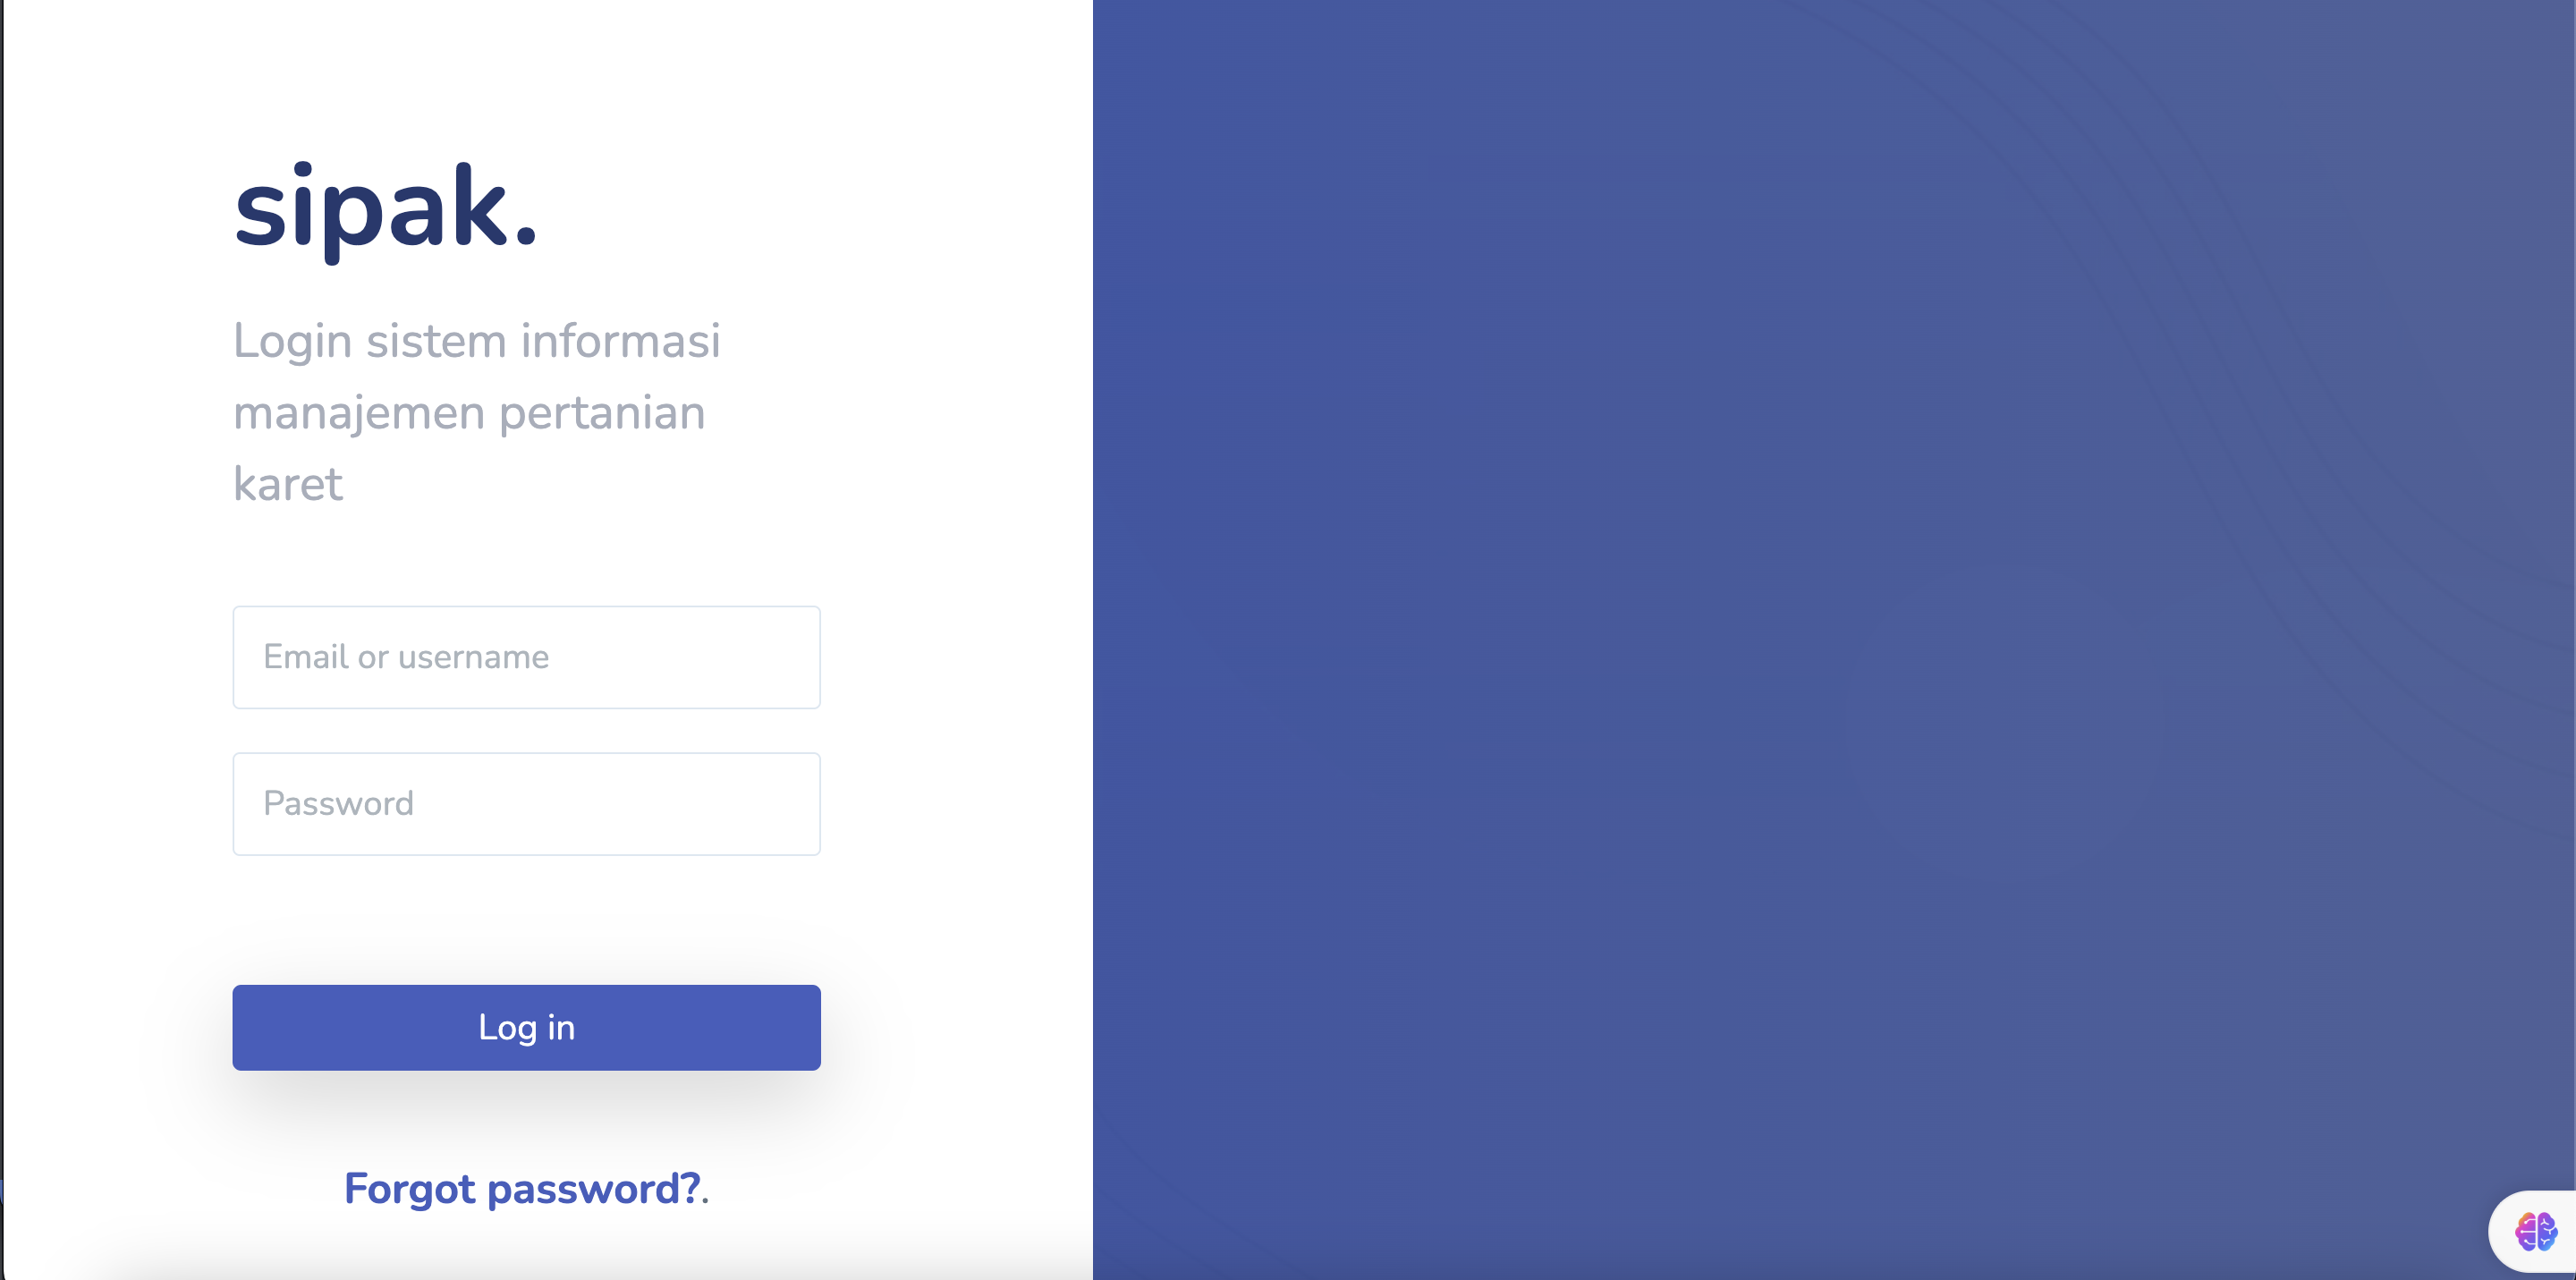 sipak.
Login sistem informasi
manajemen pertanian
karet
Email or username
Password
Log in
Forgot password?.